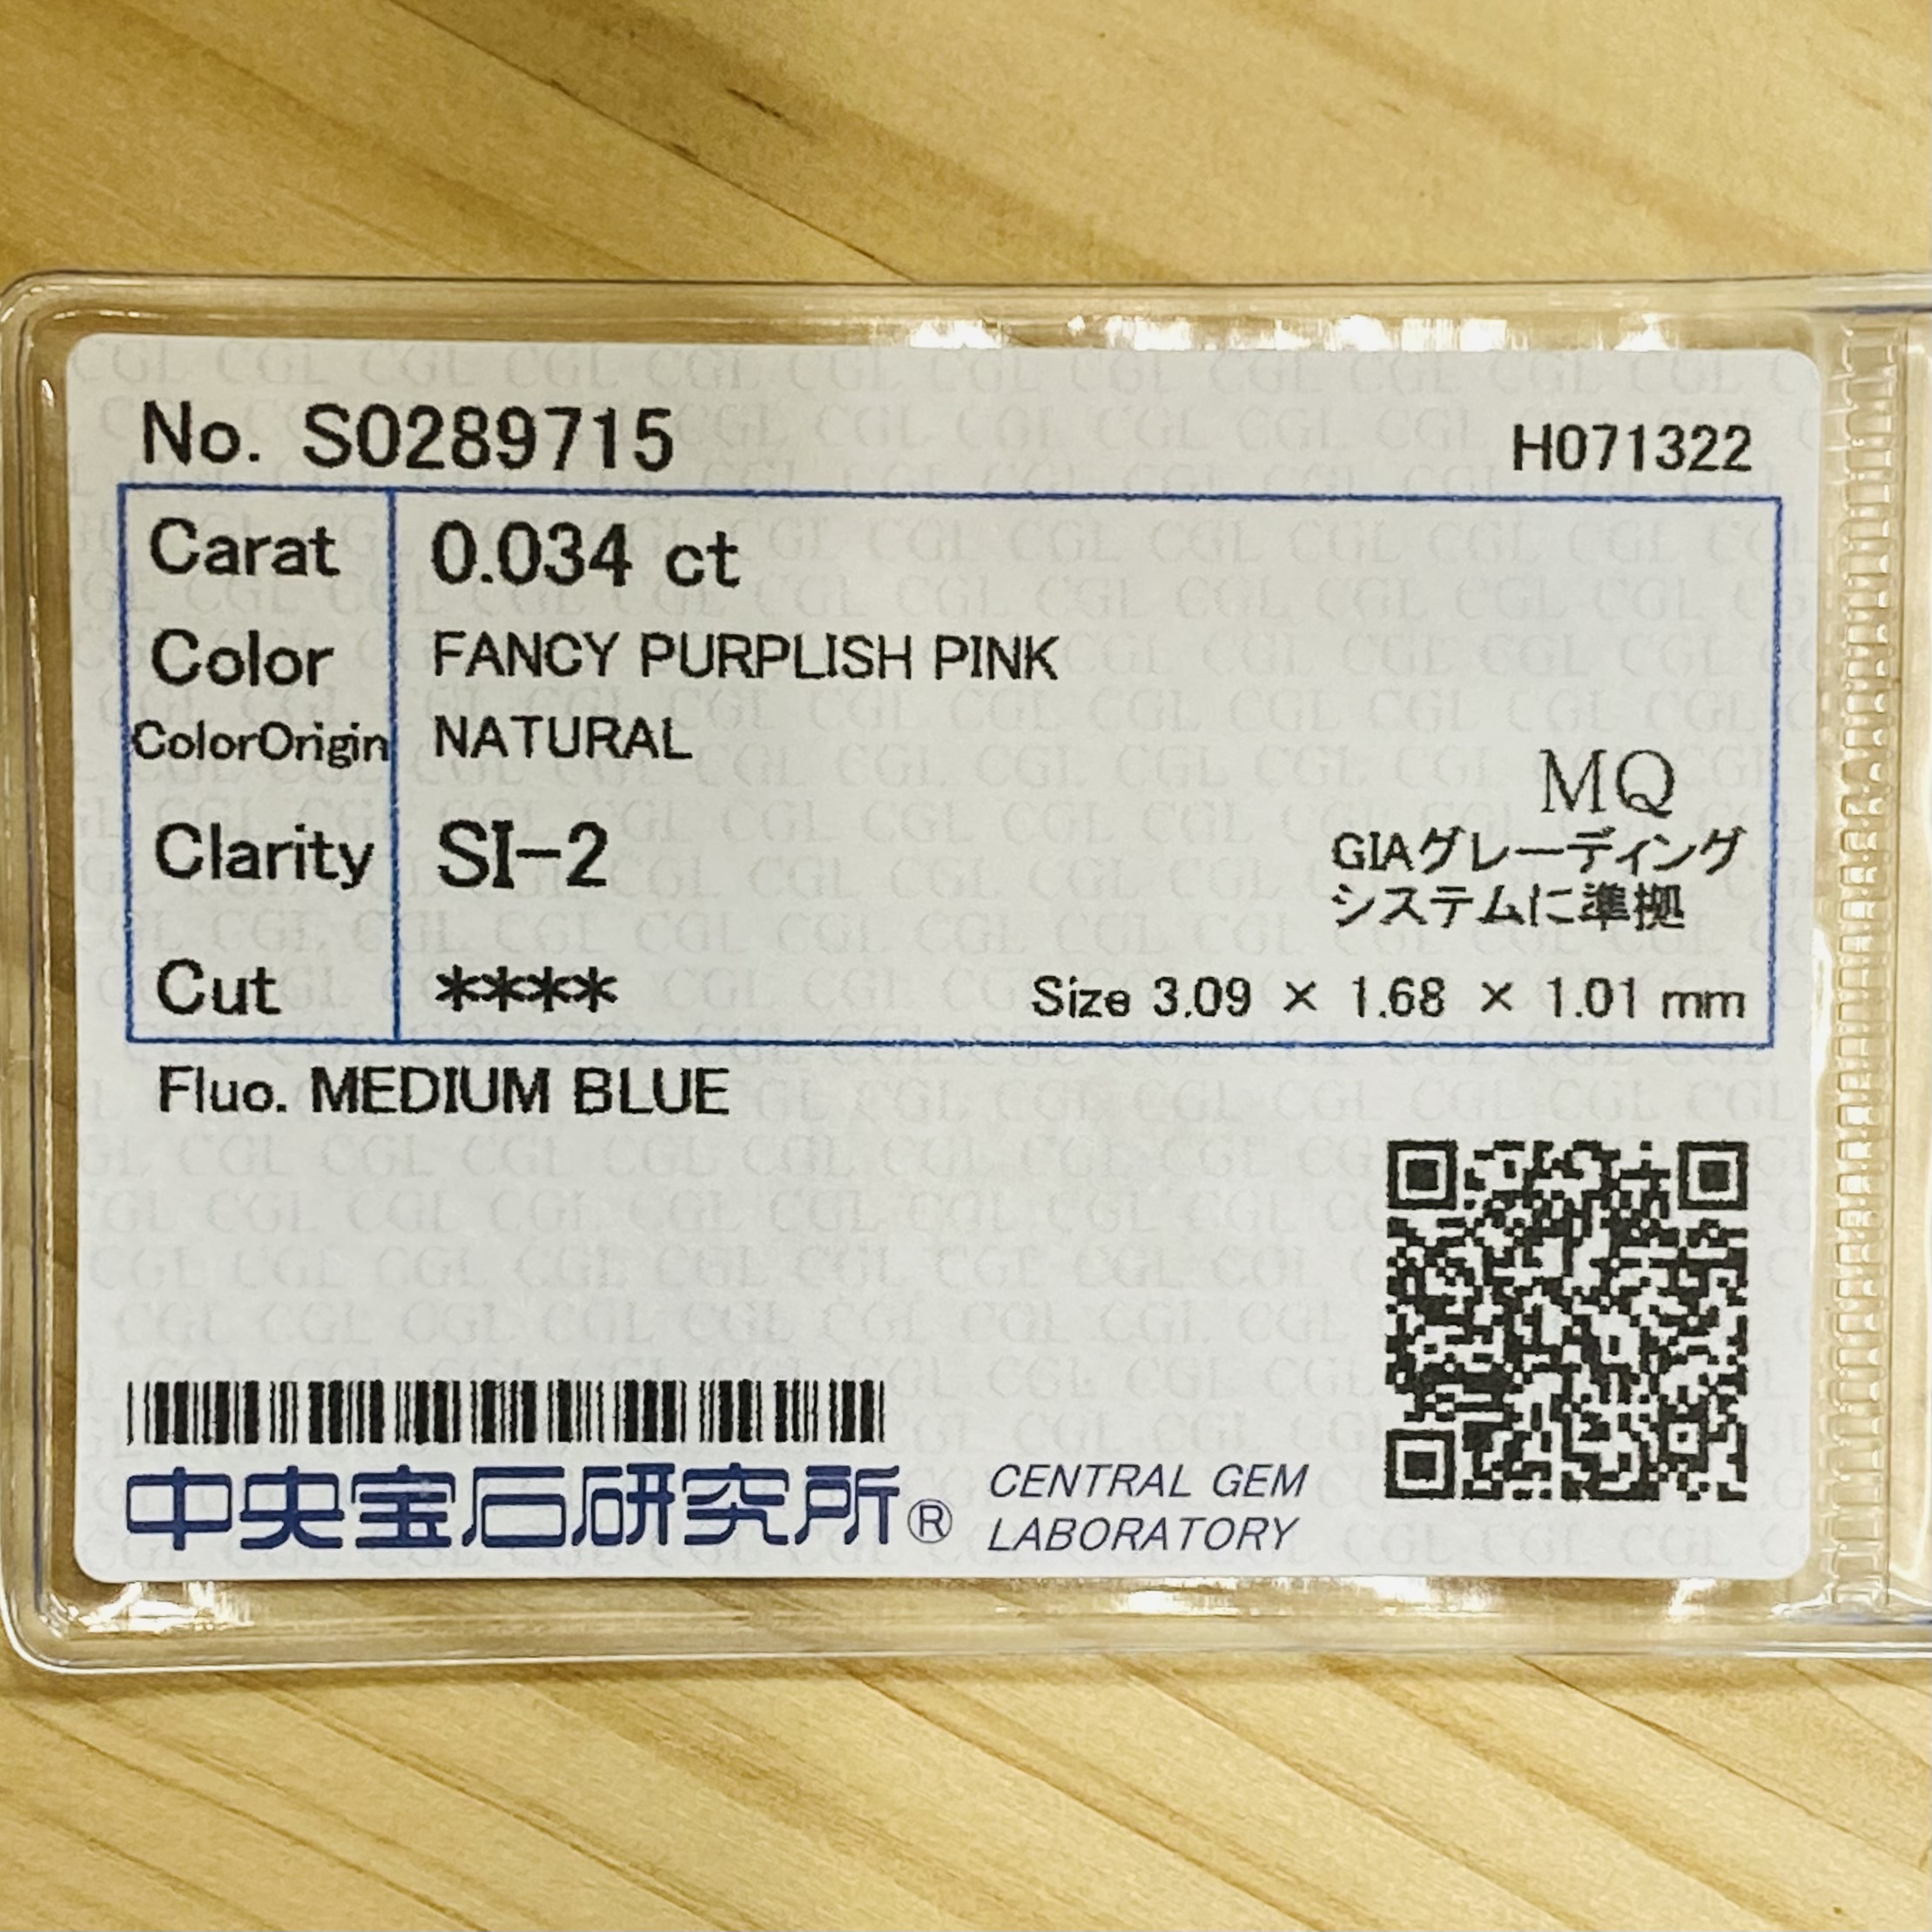 No. S0289715
H071322
Carat 0.034 ct
Color FANCY PURPLISH PINK
ColorOrigin NATURAL
MQ
Clarity SI-2
GIAグレーディング
システムに準拠
Cut ****
Size 3.09 × 1.68 × 1.01 mm
Fluo. MEDIUM BLUE
中央宝石研究所®
CENTRAL GEM
LABORATORY